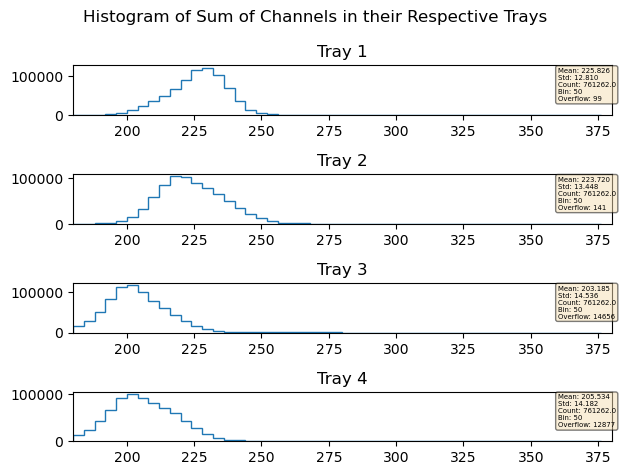 Histogram of Sum of Channels in their Respective Trays
Tray 1
100000
0
Mean: 225.826
Std: 12.810
Count: 761262.0
Bin: 50
Overflow: 99
200 225 250 275 300 325 350 375
Tray 2
100000
0
Mean: 223.720
Std: 13.448
Count: 761262.0
Bin: 50
Overflow: 141
200 225 250 275 300 325 350 375
Tray 3
100000
0
Mean: 203.185
Std: 14.536
Count: 761262.0
Bin: 50
Overflow: 14656
200 225 250 275 300 325 350 375
Tray 4
100000
0
Mean: 205.534
Std: 14.182
Count: 761262.0
Bin: 50
Overflow: 12877
200 225 250 275 300 325 350 375